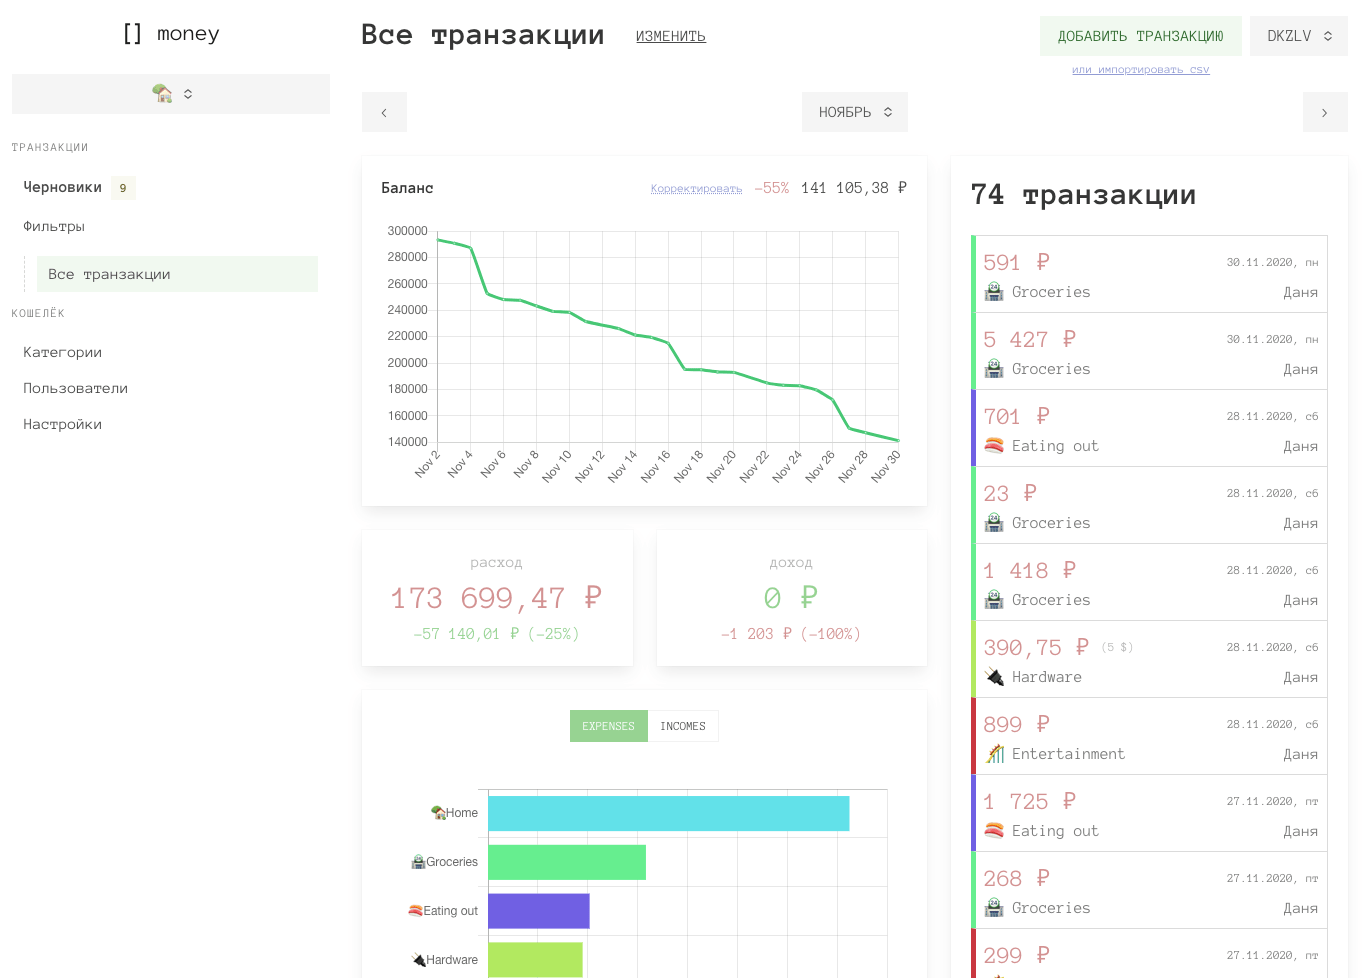 [] money
ТРАНЗАКЦИИ
Черновики 9
Фильтры
Все транзакции
КОШЕЛЁК
Категории
Пользователи
Настройки
Все транзакции ИЗМЕНИТЬ
ДОБАВИТЬ ТРАНЗАКЦИЮ
DKZLV
или импортировать csv
НОЯБРЬ
Баланс Корректировать -55% 141 105,38 ₽
300000
280000
260000
240000
220000
200000
180000
160000
140000
Nov 2 Nov 4 Nov 6 Nov 8 Nov 10 Nov 12 Nov 14 Nov 16 Nov 18 Nov 20 Nov 22 Nov 24 Nov 26 Nov 28 Nov 30
расход
173 699,47 ₽
-57 140,01 ₽ (-25%)
доход
0 ₽
-1 203 ₽ (-100%)
EXPENSES INCOMES
Home
Groceries
Eating out
Hardware
74 транзакции
591 ₽ 30.11.2020, пн
Groceries Даня
5 427 ₽ 30.11.2020, пн
Groceries Даня
701 ₽ 28.11.2020, сб
Eating out Даня
23 ₽ 28.11.2020, сб
Groceries Даня
1 418 ₽ 28.11.2020, сб
Groceries Даня
390,75 ₽ (5 $) 28.11.2020, сб
Hardware Даня
899 ₽ 28.11.2020, сб
Entertainment Даня
1 725 ₽ 27.11.2020, пт
Eating out Даня
268 ₽ 27.11.2020, пт
Groceries Даня
299 ₽ 27.11.2020, пт